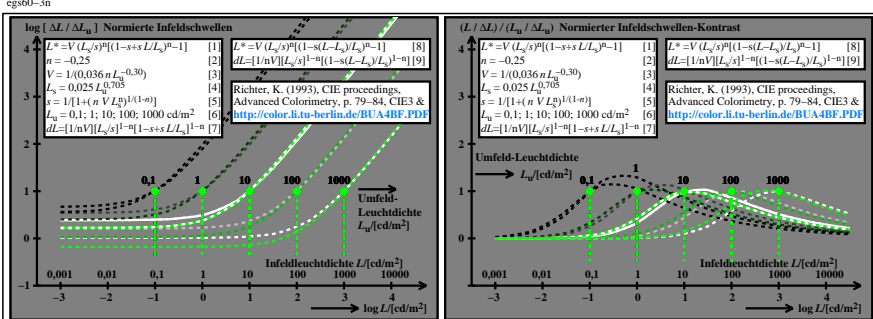 egs60–3n
log [ ΔL / ΔLu ] Normierte Infeldschwellen
L* =V (Ls/s)^n[(1–s+s L/Ls)^n–1] [1]
n = –0,25 [2]
V = 1/(0,036 n Lu^–0,30) [3]
Ls = 0,025 Lu^0,705 [4]
s = 1/[1+( n V Ls^n)^1/(1-n)] [5]
Lu = 0,1; 1; 10; 100; 1000 cd/m2 [6]
dL=[1/nV][Ls/s]^1–n[1–s+s L/Ls]^1–n [7]
L* =V (Ls/s)^n[(1–s(L–Ls)/Ls)^n–1] [8]
dL=[1/nV][Ls/s]^1–n[(1–s(L–Ls)/Ls)^1–n] [9]
Richter, K. (1993), CIE proceedings,
Advanced Colorimetry, p. 79–84, CIE3 &
http://color.li.tu-berlin.de/BUA4BF.PDF
4
3
2
1
0
–1
0,1 1 10 100 1000
Umfeld-
Leuchtdichte
Lu/[cd/m2]
Infeldleuchtdichte L/[cd/m2]
0,001 0,01 0,1 1 10 100 1000 10000
–3 –2 –1 0 1 2 3 4
log L/[cd/m2]
(L / ΔL) / (Lu / ΔLu) Normierter Infeldschwellen-Kontrast
L* =V (Ls/s)^n[(1–s+s L/Ls)^n–1] [1]
n = –0,25 [2]
V = 1/(0,036 n Lu^–0,30) [3]
Ls = 0,025 Lu^0,705 [4]
s = 1/[1+( n V Ls^n)^1/(1-n)] [5]
Lu = 0,1; 1; 10; 100; 1000 cd/m2 [6]
dL=[1/nV][Ls/s]^1–n[1–s+s L/Ls]^1–n [7]
L* =V (Ls/s)^n[(1–s(L–Ls)/Ls)^n–1] [8]
dL=[1/nV][Ls/s]^1–n[(1–s(L–Ls)/Ls)^1–n] [9]
Richter, K. (1993), CIE proceedings,
Advanced Colorimetry, p. 79–84, CIE3 &
http://color.li.tu-berlin.de/BUA4BF.PDF
4
3
2
1
0
Umfeld-Leuchtdichte
Lu/[cd/m2]
0,1 1 10 100 1000
Infeldleuchtdichte L/[cd/m2]
0,001 0,01 0,1 1 10 100 1000 10000
–3 –2 –1 0 1 2 3 4
log L/[cd/m2]